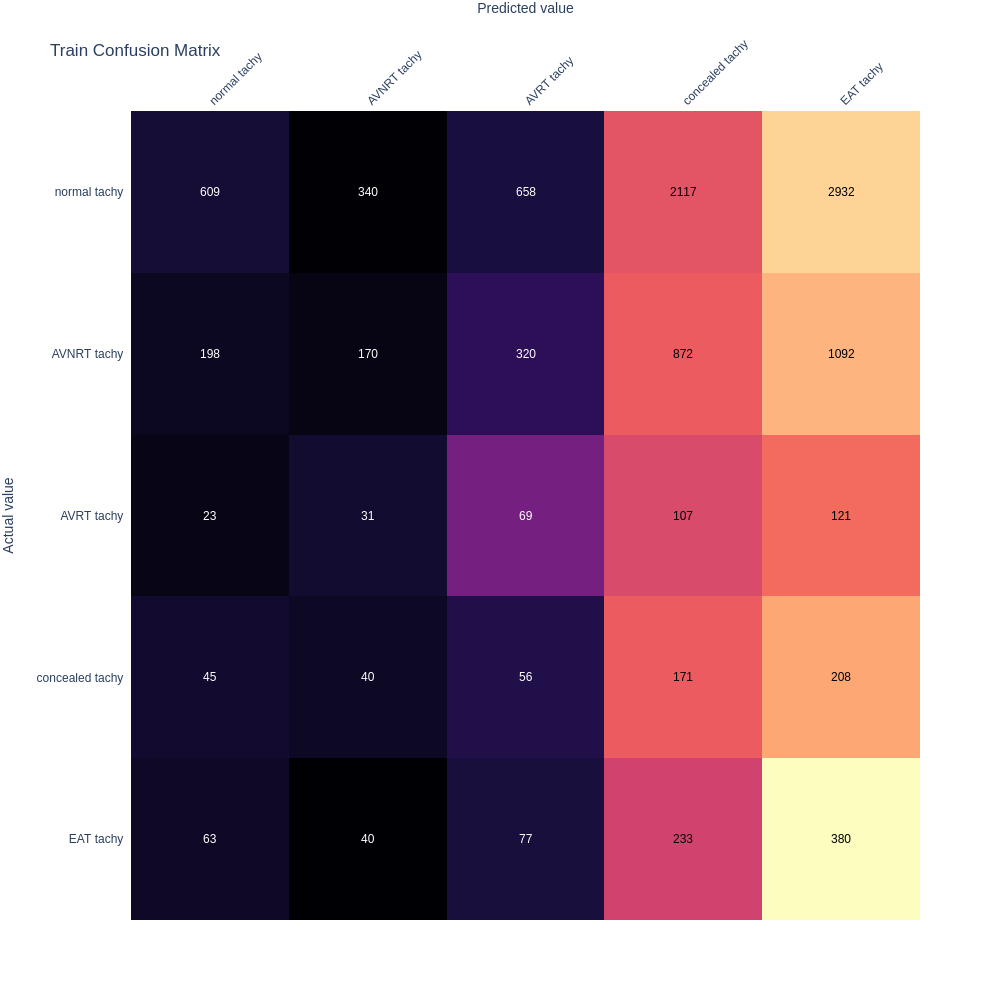 Predicted value
Train Confusion Matrix
normal tachy
AVNRT tachy
AVRT tachy
concealed tachy
EAT tachy
normal tachy 609 340 658 2117 2932
AVNRT tachy 198 170 320 872 1092
AVRT tachy 23 31 69 107 121
concealed tachy 45 40 56 171 208
EAT tachy 63 40 77 233 380
Actual value